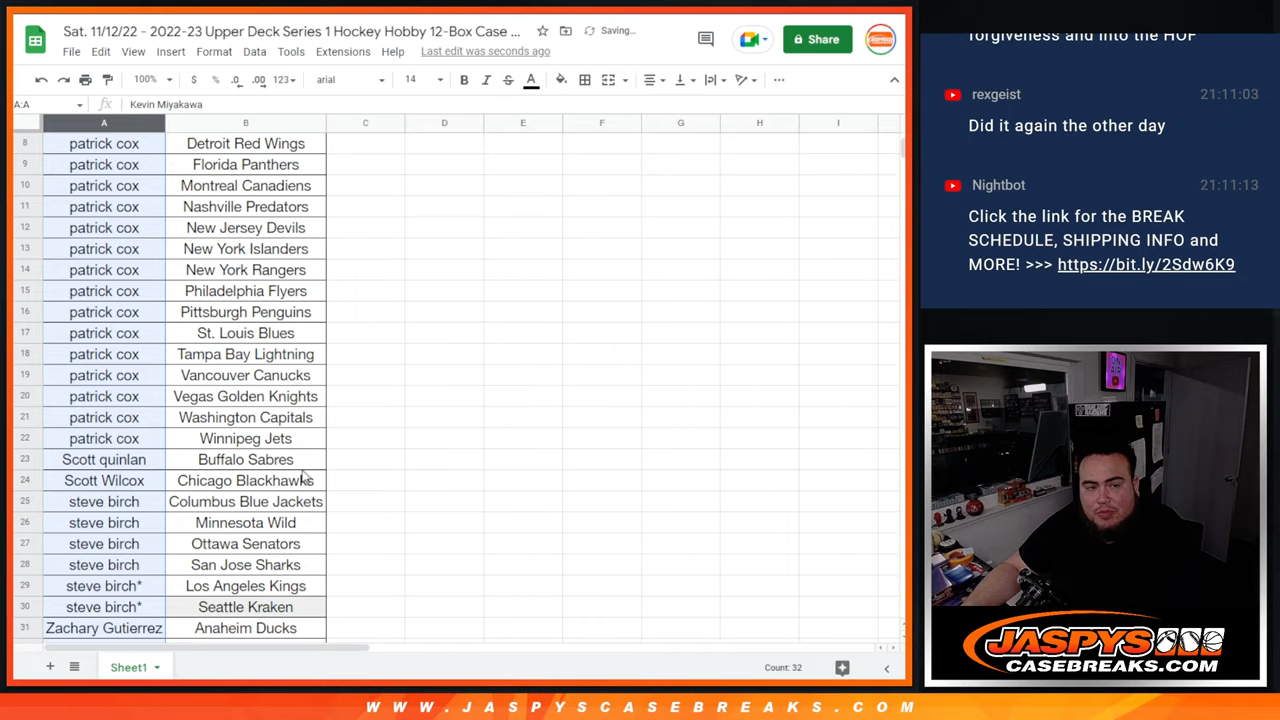 Sat. 11/12/22 - 2022-23 Upper Deck Series 1 Hockey Hobby 12-Box Case ...
Saving...
File Edit View Insert Format Data Tools Extensions Help Last edit was seconds ago
Share
100% $ % .0 .00 123 arial 14 B I S A
A:A fx Kevin Miyakawa
A B C D E F G H I
8 patrick cox Detroit Red Wings
9 patrick cox Florida Panthers
10 patrick cox Montreal Canadiens
11 patrick cox Nashville Predators
12 patrick cox New Jersey Devils
13 patrick cox New York Islanders
14 patrick cox New York Rangers
15 patrick cox Philadelphia Flyers
16 patrick cox Pittsburgh Penguins
17 patrick cox St. Louis Blues
18 patrick cox Tampa Bay Lightning
19 patrick cox Vancouver Canucks
20 patrick cox Vegas Golden Knights
21 patrick cox Washington Capitals
22 patrick cox Winnipeg Jets
23 Scott quinlan Buffalo Sabres
24 Scott Wilcox Chicago Blackhawks
25 steve birch Columbus Blue Jackets
26 steve birch Minnesota Wild
27 steve birch Ottawa Senators
28 steve birch San Jose Sharks
29 steve birch* Los Angeles Kings
30 steve birch* Seattle Kraken
31 Zachary Gutierrez Anaheim Ducks
Sheet1
Count: 32
forgiveness and into the HOF
rexgeist 21:11:03
Did it again the other day
Nightbot 21:11:13
Click the link for the BREAK
SCHEDULE, SHIPPING INFO and
MORE! >>> https://bit.ly/2Sdw6K9
ON AIR
JASPYS
CASEBREAKS.COM
WWW.JASPYSCASEBREAKS.COM